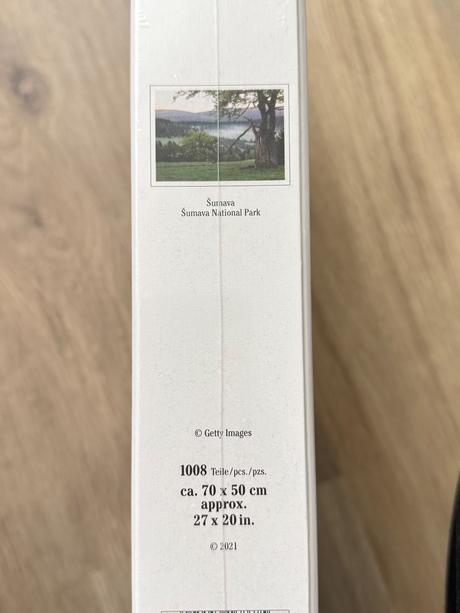 Šumava
Šumava National Park
© Getty Images
1008 Teile/pcs./pzs.
ca. 70 x 50 cm
approx.
27 x 20 in.
© 2021